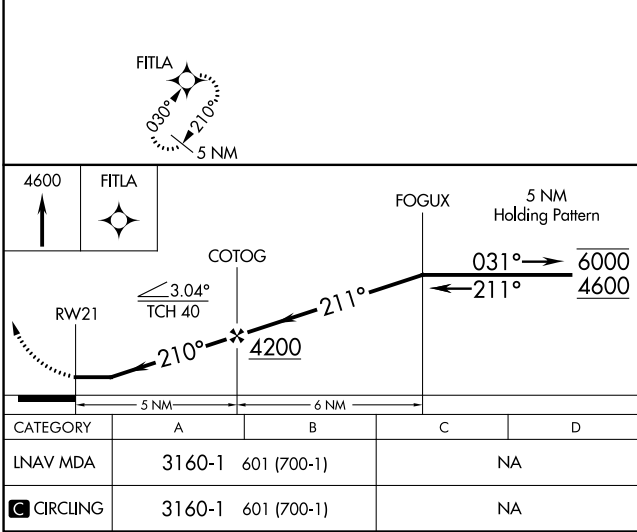 FITLA
030°
210°
5 NM
4600
FITLA
FOGUX
5 NM
Holding Pattern
COTOG
031°
6000
211°
4600
3.04°
TCH 40
211°
RW21
210°
4200
5 NM
6 NM
CATEGORY A B C D
LNAV MDA 3160-1 601 (700-1) NA
C CIRCLING 3160-1 601 (700-1) NA